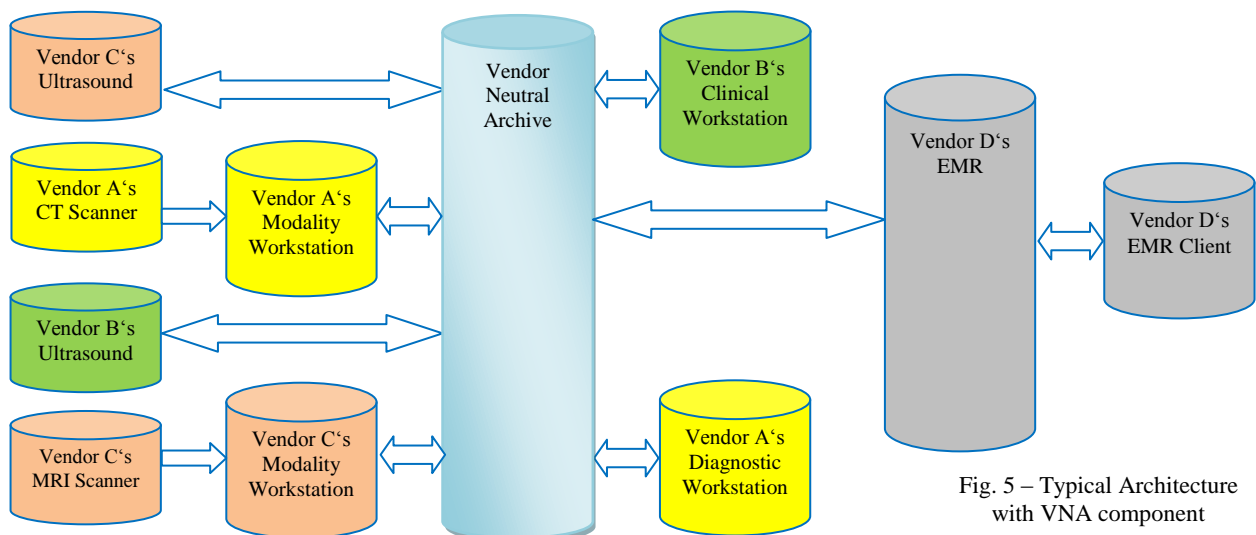 Vendor C‘s
Ultrasound
Vendor A‘s
CT Scanner
Vendor A‘s
Modality
Workstation
Vendor B‘s
Ultrasound
Vendor C‘s
MRI Scanner
Vendor C‘s
Modality
Workstation
Vendor
Neutral
Archive
Vendor B‘s
Clinical
Workstation
Vendor A‘s
Diagnostic
Workstation
Vendor D‘s
EMR
Vendor D‘s
EMR Client
Fig. 5 – Typical Architecture
with VNA component